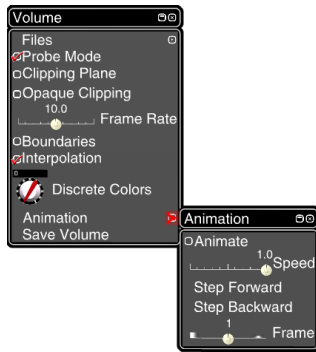 Volume
Files
Probe Mode
Clipping Plane
Opaque Clipping
10.0
Frame Rate
Boundaries
Interpolation
0
Discrete Colors
Animation
Save Volume
Animation
Animate
1.0
Speed
Step Forward
Step Backward
1
Frame